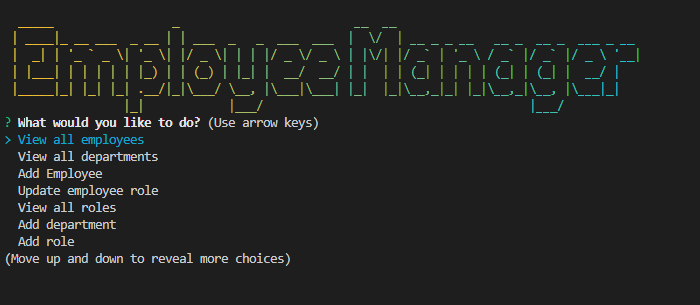 Employee Manager
? What would you like to do? (Use arrow keys)
> View all employees
View all departments
Add Employee
Update employee role
View all roles
Add department
Add role
(Move up and down to reveal more choices)